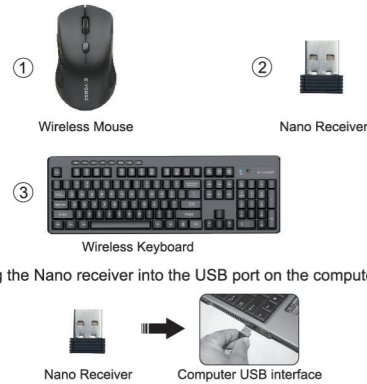 ①
②
Wireless Mouse
Nano Receiver
③
Wireless Keyboard
g the Nano receiver into the USB port on the compute
Nano Receiver
Computer USB interface